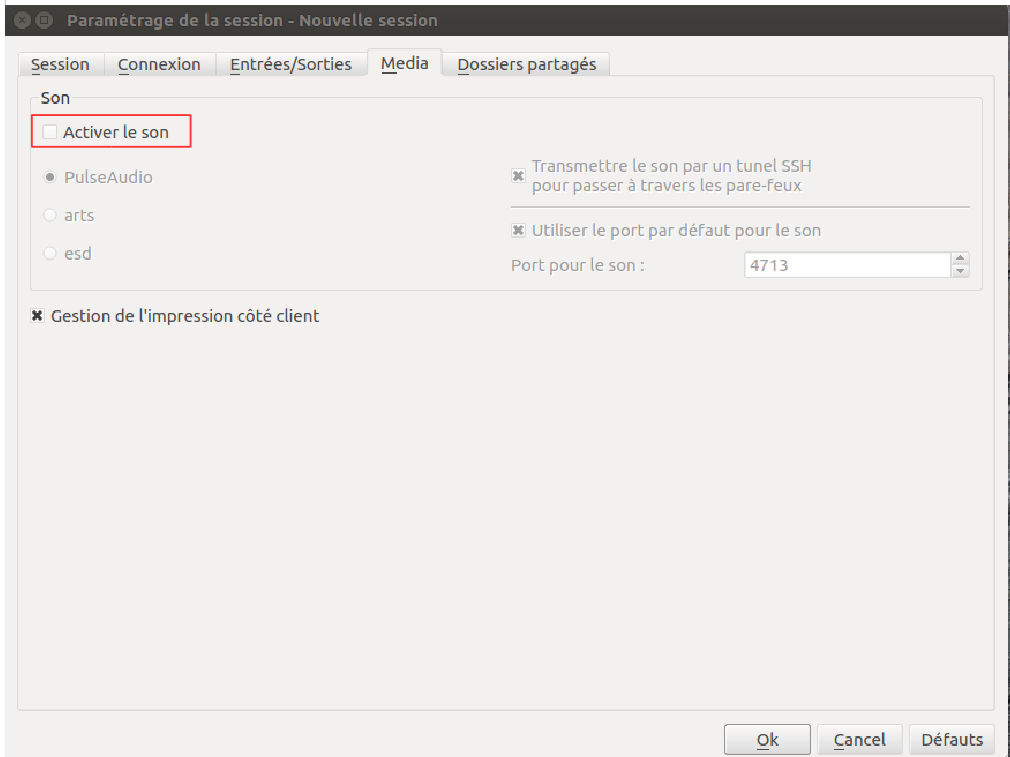 Paramétrage de la session - Nouvelle session
Session Connexion Entrées/Sorties Media Dossiers partagés
Son
Activer le son
PulseAudio
Transmettre le son par un tunel SSH
pour passer à travers les pare-feux
arts
Utiliser le port par défaut pour le son
esd
Port pour le son : 4713
Gestion de l'impression côté client
Ok Cancel Défauts